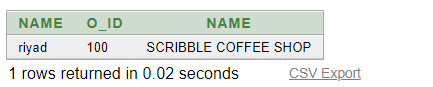 NAME O_ID NAME
riyad 100 SCRIBBLE COFFEE SHOP
1 rows returned in 0.02 seconds CSV Export